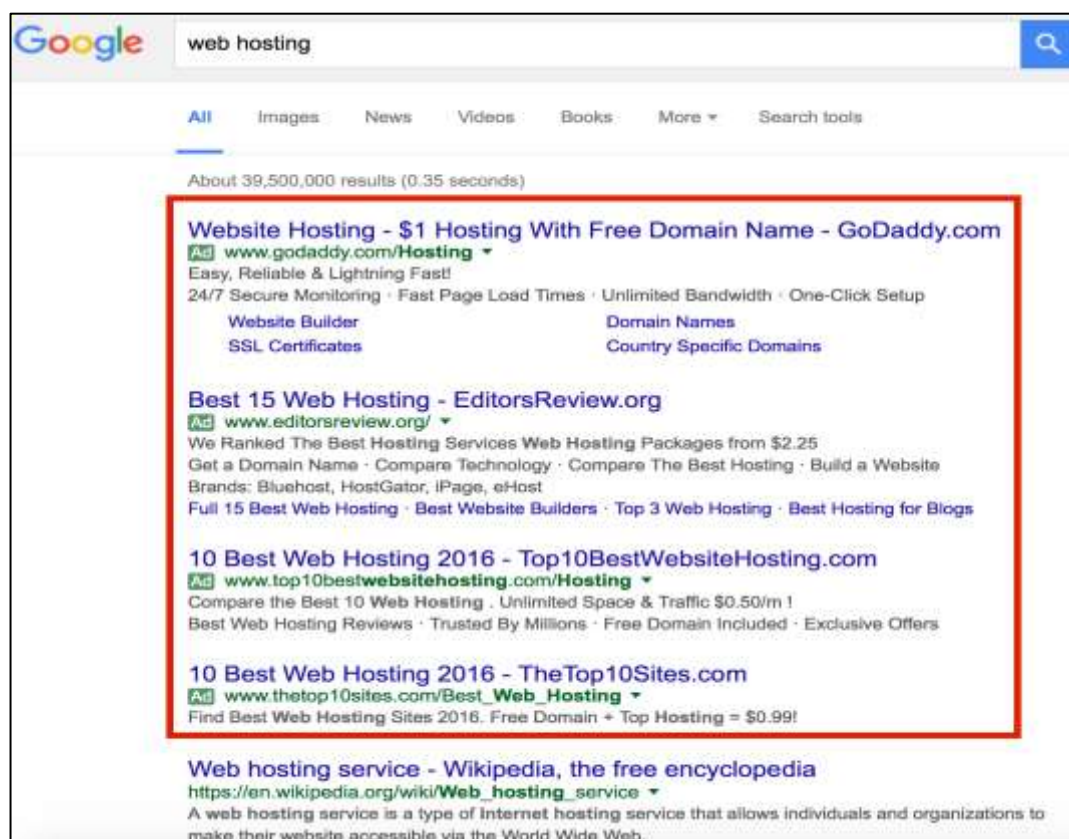 Google web hosting
All Images News Videos Books More Search tools
About 39,500,000 results (0.35 seconds)
Website Hosting - $1 Hosting With Free Domain Name - GoDaddy.com
Ad www.godaddy.com/Hosting
Easy, Reliable & Lightning Fast!
24/7 Secure Monitoring · Fast Page Load Times · Unlimited Bandwidth · One-Click Setup
Website Builder Domain Names
SSL Certificates Country Specific Domains
Best 15 Web Hosting - EditorsReview.org
Ad www.editorsreview.org/
We Ranked The Best Hosting Services Web Hosting Packages from $2.25
Get a Domain Name · Compare Technology · Compare The Best Hosting · Build a Website
Brands: Bluehost, HostGator, iPage, eHost
Full 15 Best Web Hosting · Best Website Builders · Top 3 Web Hosting · Best Hosting for Blogs
10 Best Web Hosting 2016 - Top10BestWebsiteHosting.com
Ad www.top10bestwebsitehosting.com/Hosting
Compare the Best 10 Web Hosting . Unlimited Space & Traffic $0.50/m !
Best Web Hosting Reviews · Trusted By Millions · Free Domain Included · Exclusive Offers
10 Best Web Hosting 2016 - TheTop10Sites.com
Ad www.thetop10sites.com/Best_Web_Hosting
Find Best Web Hosting Sites 2016. Free Domain + Top Hosting = $0.99!
Web hosting service - Wikipedia, the free encyclopedia
https://en.wikipedia.org/wiki/Web_hosting_service
A web hosting service is a type of Internet hosting service that allows individuals and organizations to
make their website accessible via the World Wide Web.